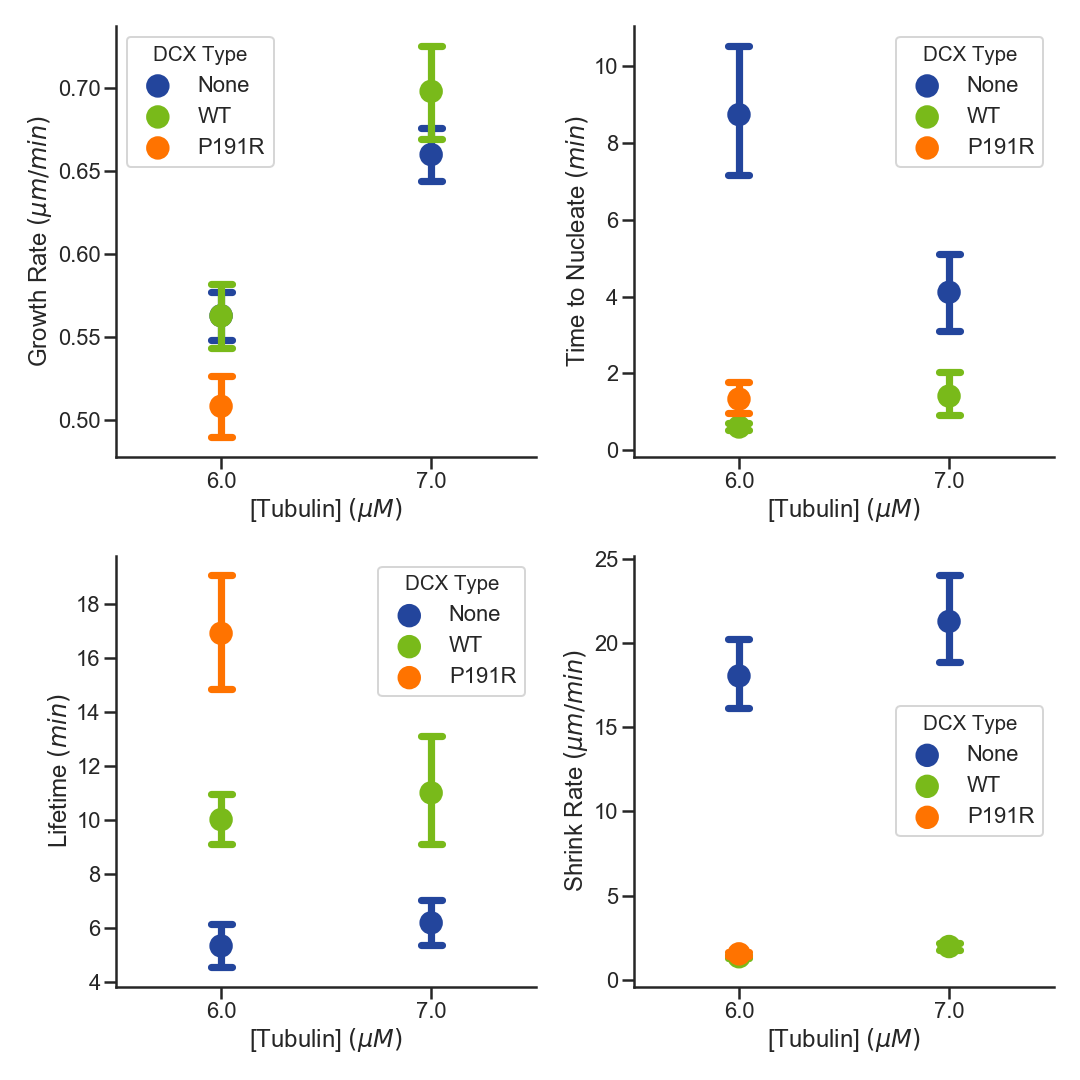 DCX Type
None
WT
P191R
0.70
0.65
0.60
0.55
0.50
Growth Rate (μm/min)
6.0 7.0
[Tubulin] (μM)
DCX Type
None
WT
P191R
10
8
6
4
2
0
Time to Nucleate (min)
6.0 7.0
[Tubulin] (μM)
DCX Type
None
WT
P191R
18
16
14
12
10
8
6
4
Lifetime (min)
6.0 7.0
[Tubulin] (μM)
25
20
15
10
5
0
Shrink Rate (μm/min)
DCX Type
None
WT
P191R
6.0 7.0
[Tubulin] (μM)